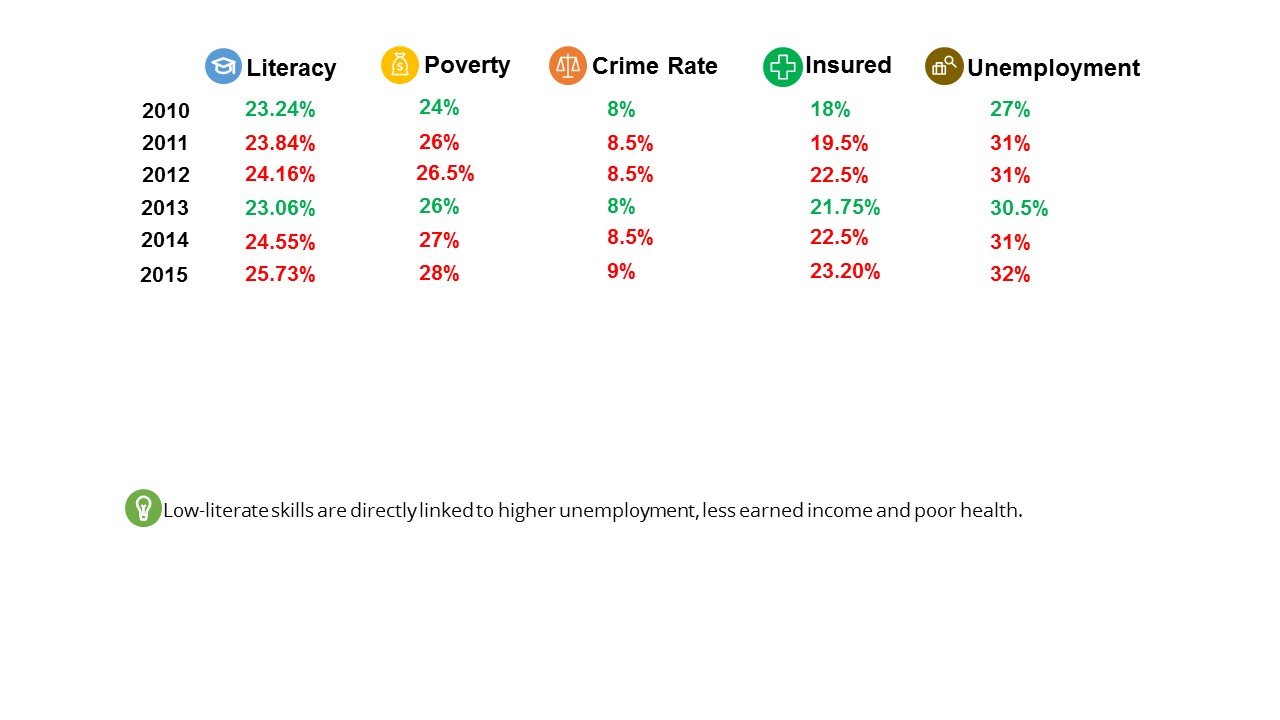 Literacy Poverty Crime Rate Insured Unemployment
2010 23.24% 24% 8% 18% 27%
2011 23.84% 26% 8.5% 19.5% 31%
2012 24.16% 26.5% 8.5% 22.5% 31%
2013 23.06% 26% 8% 21.75% 30.5%
2014 24.55% 27% 8.5% 22.5% 31%
2015 25.73% 28% 9% 23.20% 32%
Low-literate skills are directly linked to higher unemployment, less earned income and poor health.